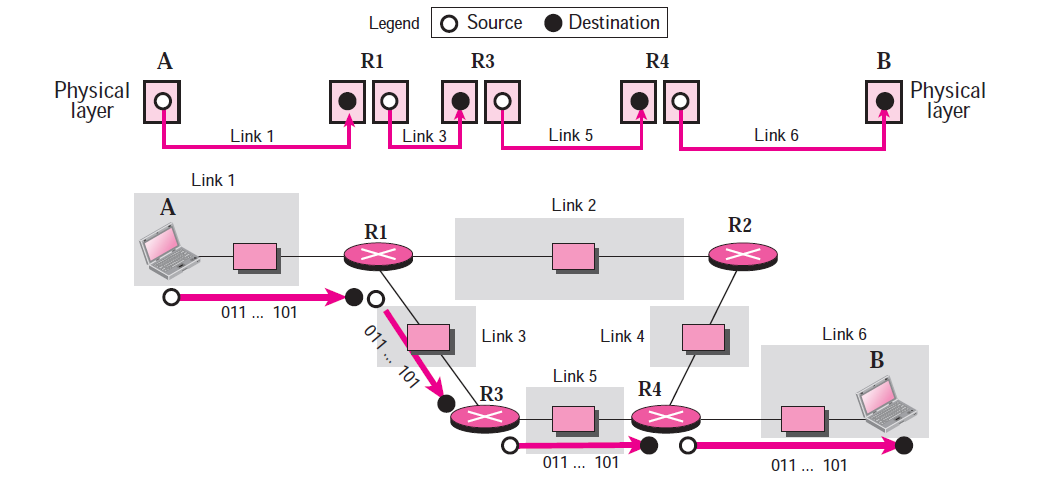 Legend Source Destination
A R1 R3 R4 B
Physical layer
Physical layer
Link 1 Link 3 Link 5 Link 6
Link 1
A
Link 2
R1
R2
011 ... 101
011 ... 101
Link 3
Link 4
Link 6
B
Link 5
R3
R4
011 ... 101
011 ... 101